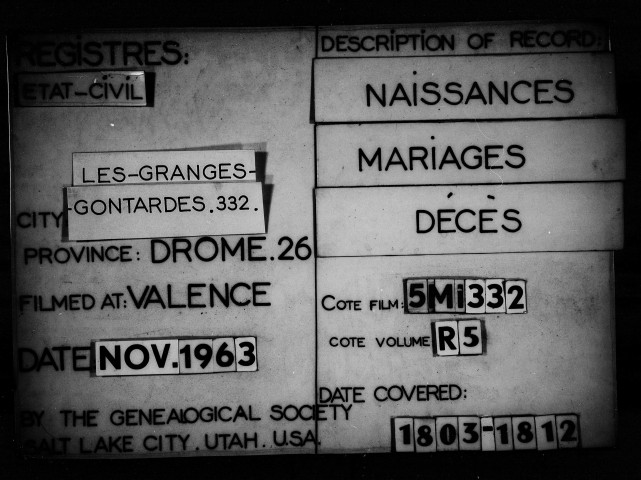 REGISTRES:
ETAT-CIVIL
LES-GRANGES-
CITY -GONTARDES.332.
PROVINCE: DROME.26
FILMED AT: VALENCE
DATE NOV.1963
BY THE GENEALOGICAL SOCIETY
SALT LAKE CITY. UTAH. U.S.A.
DESCRIPTION OF RECORD:
NAISSANCES
MARIAGES
DÉCÈS
COTE FILM: 5Mi332
COTE VOLUME R5
DATE COVERED:
1803-1812